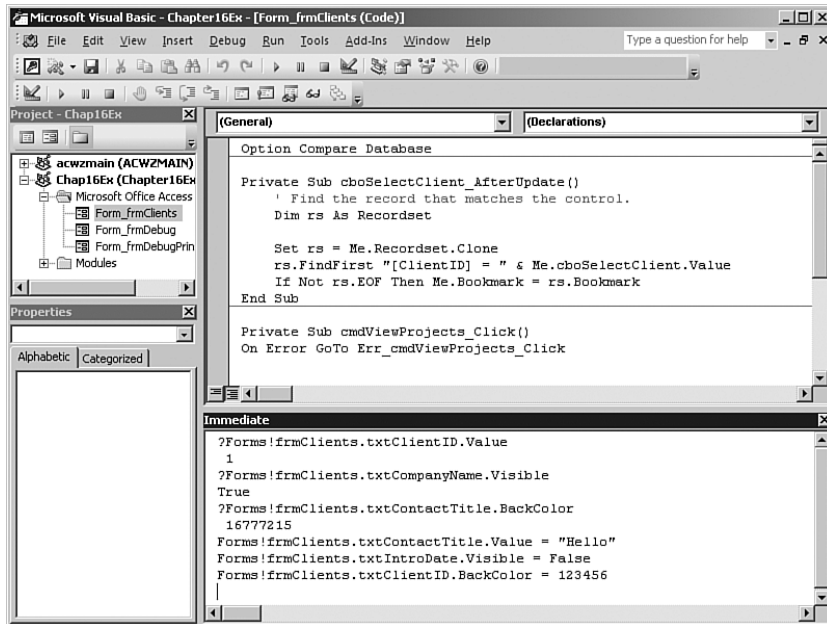 Microsoft Visual Basic - Chapter16Ex - [Form_frmClients (Code)]
File Edit View Insert Debug Run Tools Add-Ins Window Help
Type a question for help
Project - Chap16Ex
acwzmain (ACWZMAIN)
Chap16Ex (Chapter16Ex
Microsoft Office Access
Form_frmClients
Form_frmDebug
Form_frmDebugPrin
Modules
Properties
Alphabetic Categorized
(General) (Declarations)
Option Compare Database
Private Sub cboSelectClient_AfterUpdate()
' Find the record that matches the control.
Dim rs As Recordset
Set rs = Me.Recordset.Clone
rs.FindFirst "[ClientID] = " & Me.cboSelectClient.Value
If Not rs.EOF Then Me.Bookmark = rs.Bookmark
End Sub
Private Sub cmdViewProjects_Click()
On Error GoTo Err_cmdViewProjects_Click
Immediate
?Forms!frmClients.txtClientID.Value
1
?Forms!frmClients.txtCompanyName.Visible
True
?Forms!frmClients.txtContactTitle.BackColor
16777215
Forms!frmClients.txtContactTitle.Value = "Hello"
Forms!frmClients.txtIntroDate.Visible = False
Forms!frmClients.txtClientID.BackColor = 123456